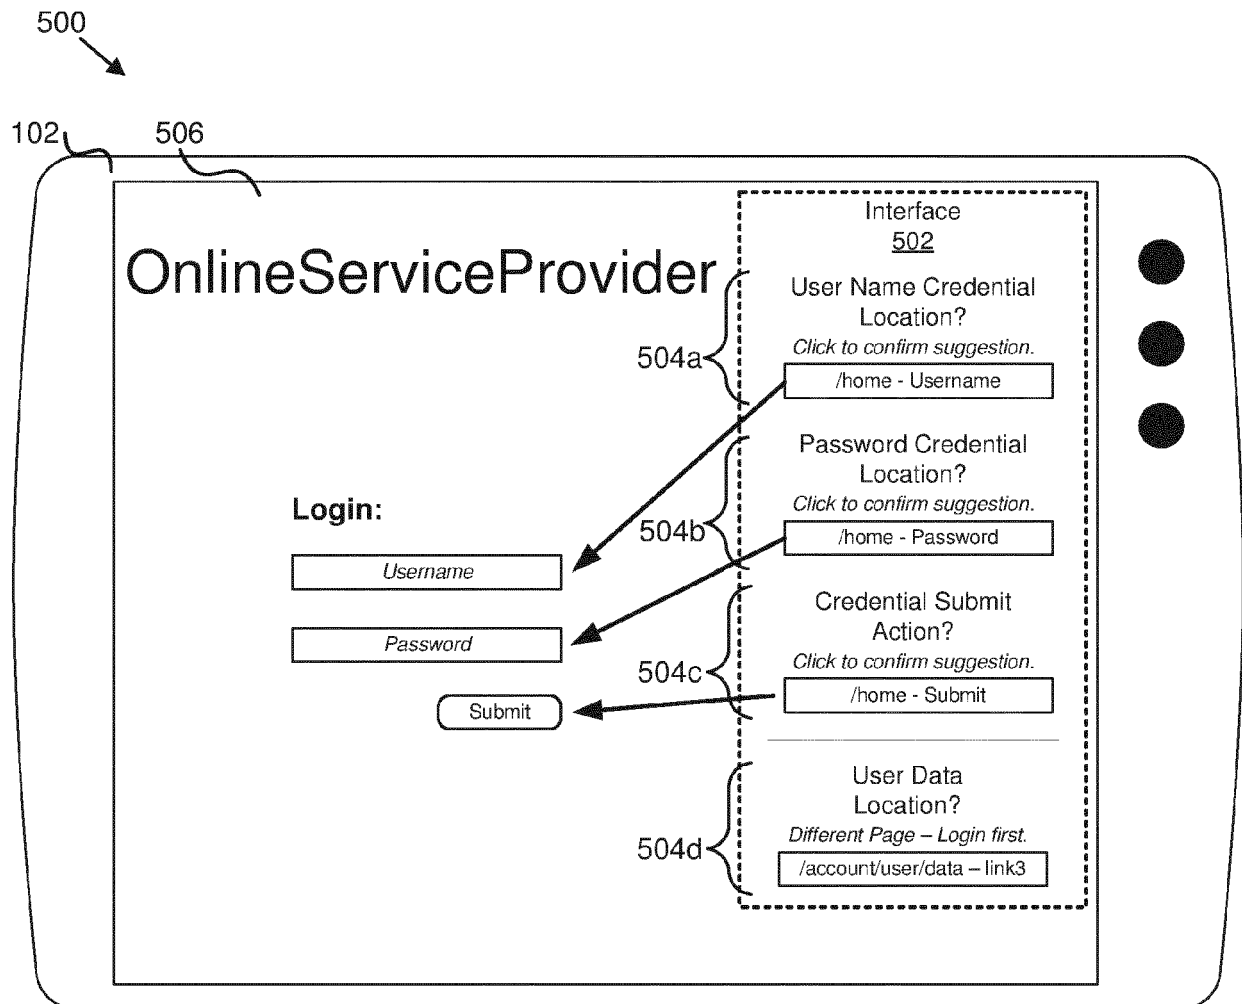 500
102
506
Interface
502
OnlineServiceProvider
504a
User Name Credential
Location?
Click to confirm suggestion.
/home - Username
504b
Password Credential
Location?
Click to confirm suggestion.
/home - Password
Login:
Username
Password
Submit
504c
Credential Submit
Action?
Click to confirm suggestion.
/home - Submit
504d
User Data
Location?
Different Page – Login first.
/account/user/data – link3